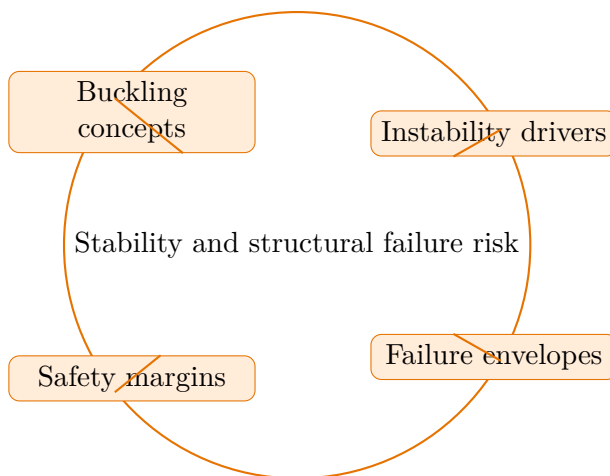 Buckling
concepts
Instability drivers
Stability and structural failure risk
Failure envelopes
Safety margins